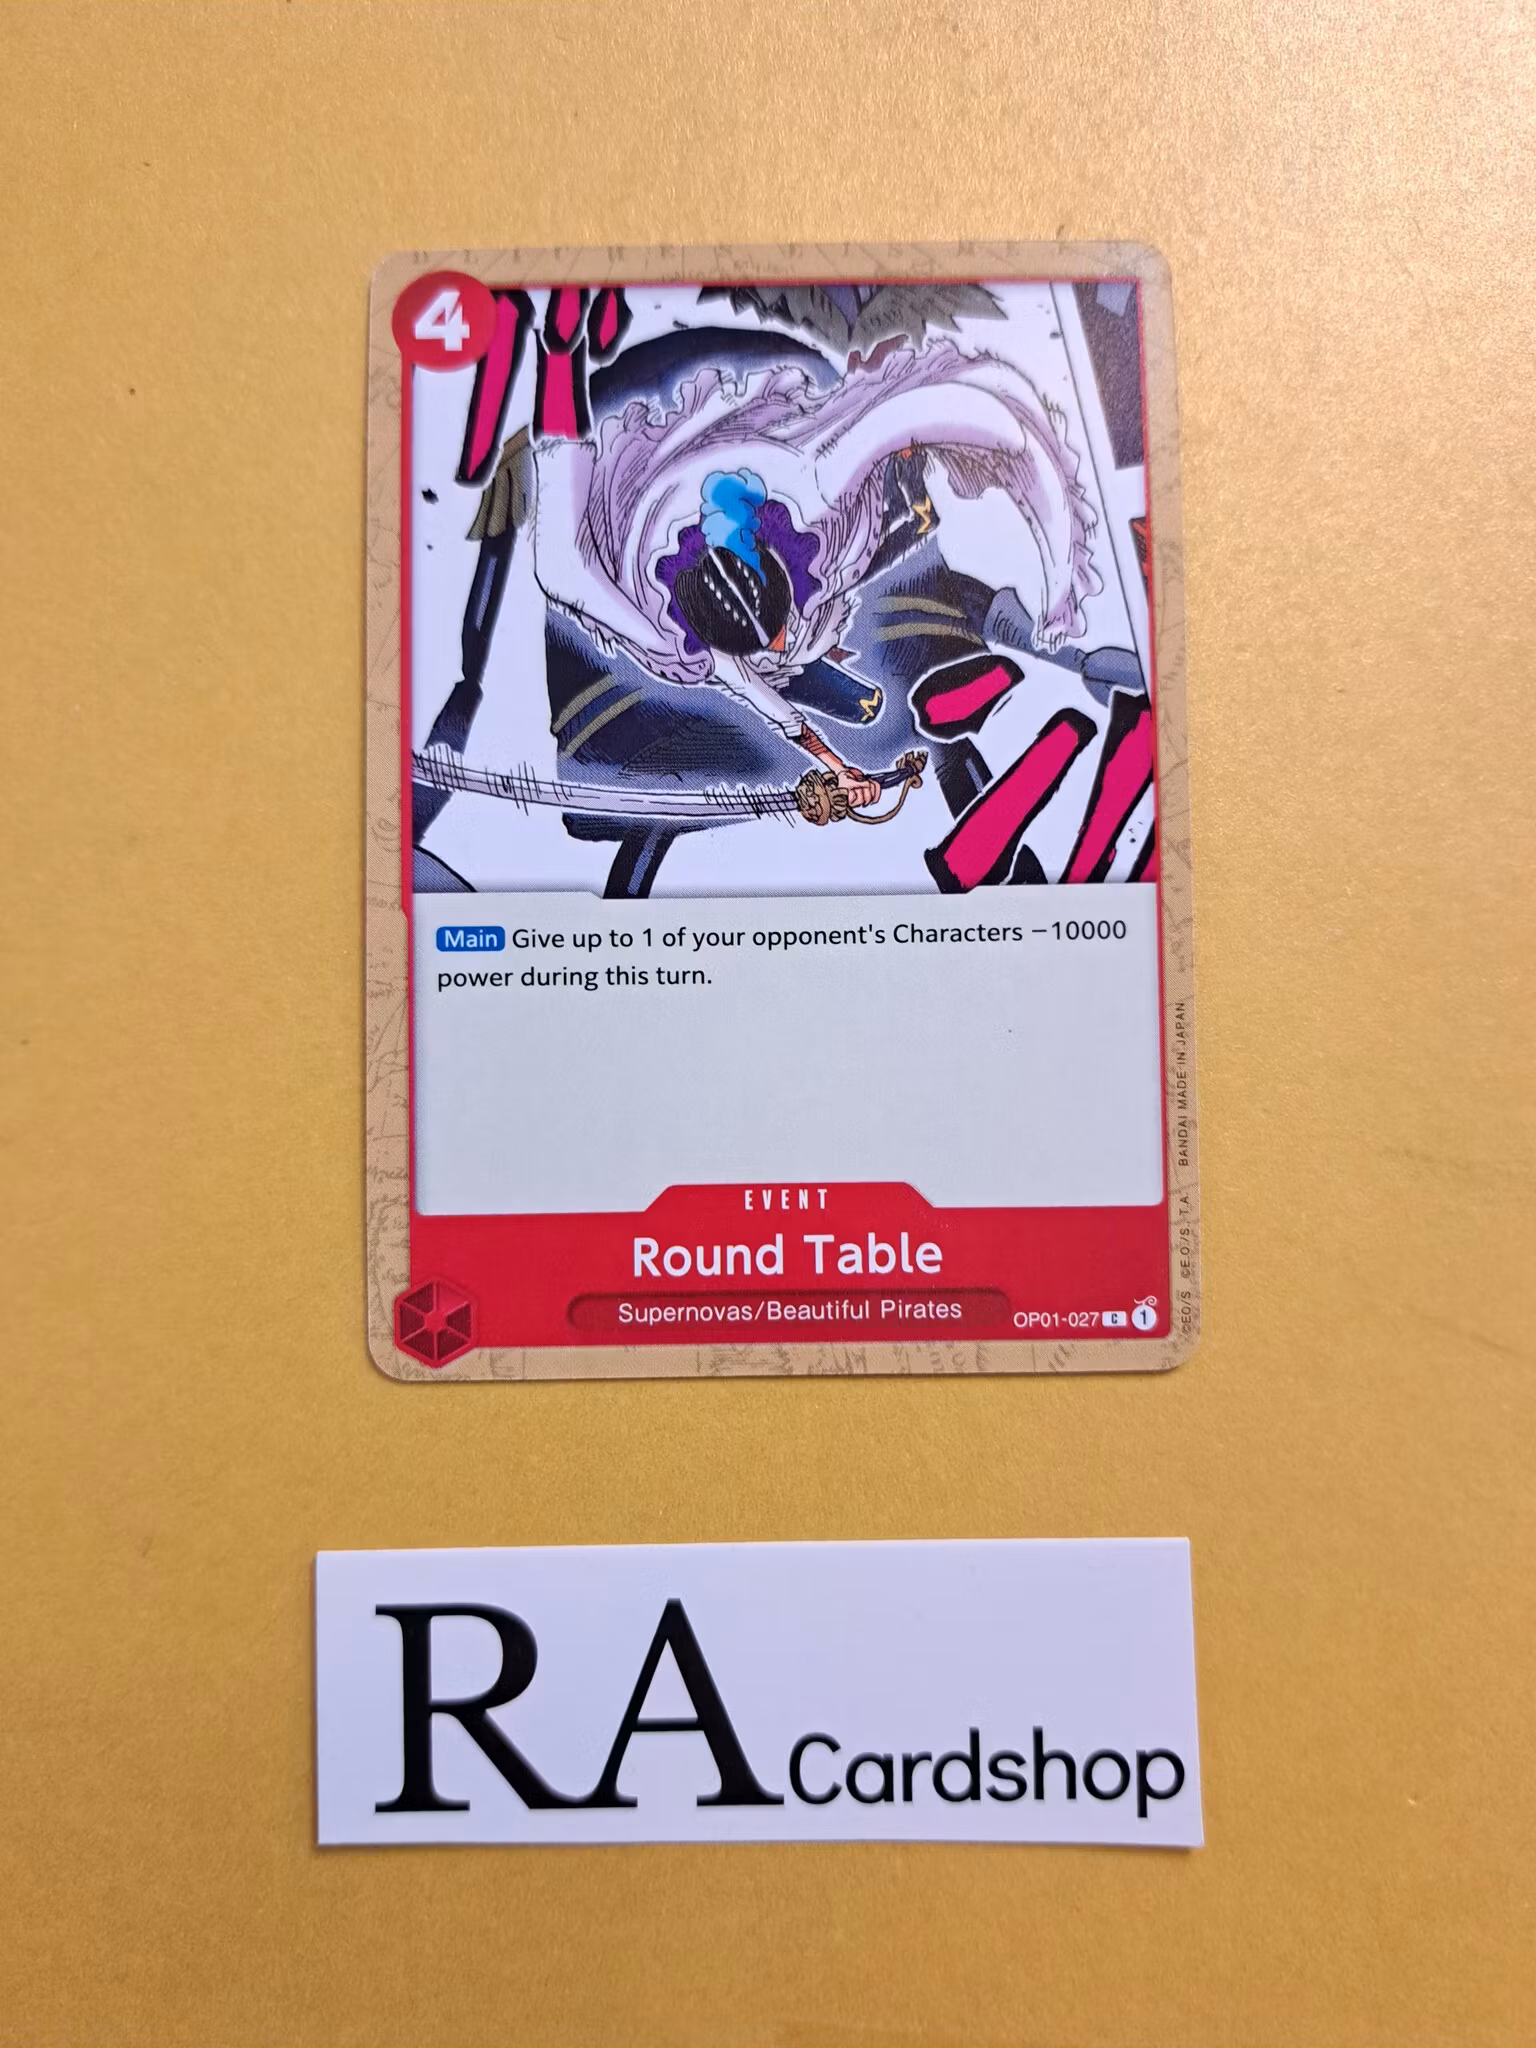 4
Main Give up to 1 of your opponent's Characters −10000
power during this turn.
EVENT
Round Table
Supernovas/Beautiful Pirates
OP01-027 C 1
©EO/S ©E.O./S, T.A. BANDAI MADE IN JAPAN
RA Cardshop